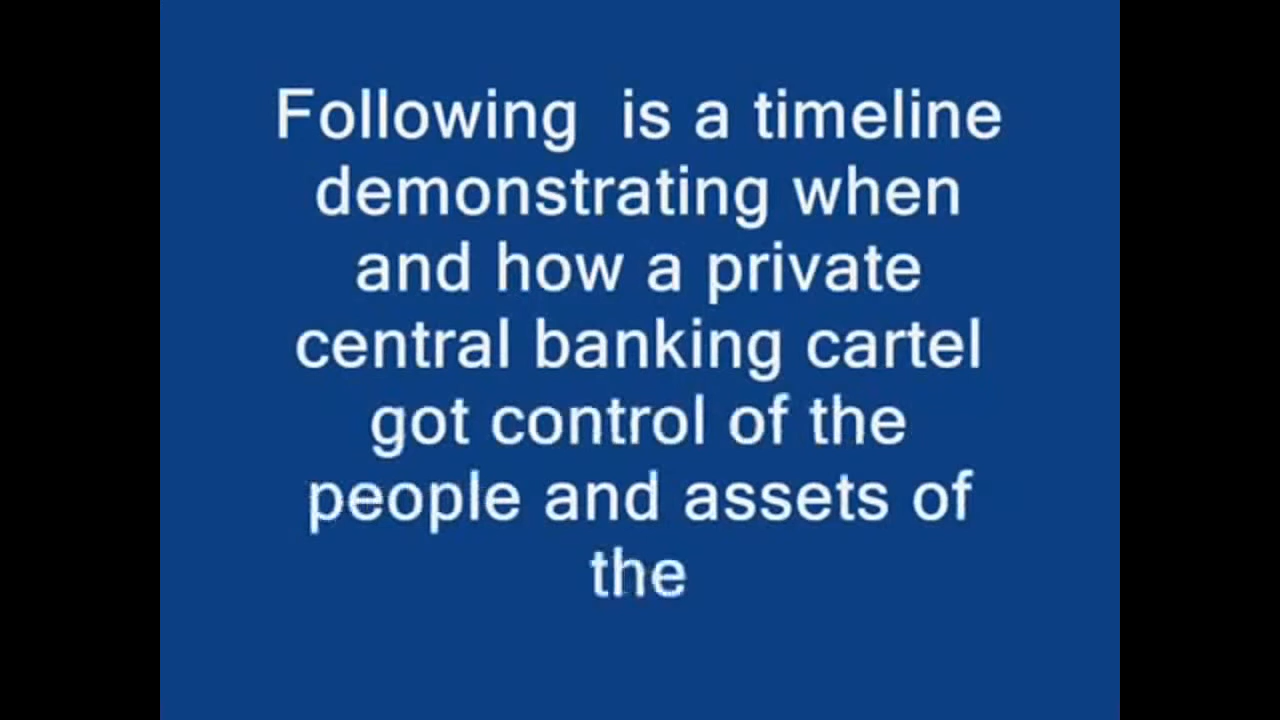 Following  is a timeline
demonstrating when
and how a private
central banking cartel
got control of the
people and assets of
the